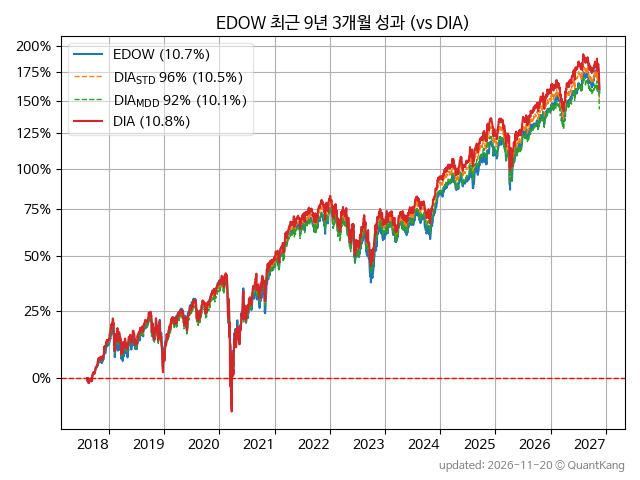 EDOW 최근 9년 3개월 성과 (vs DIA)
200%
175%
150%
125%
100%
75%
50%
25%
0%
EDOW (10.7%)
DIA_STD 96% (10.5%)
DIA_MDD 92% (10.1%)
DIA (10.8%)
2018 2019 2020 2021 2022 2023 2024 2025 2026 2027
updated: 2026-11-20 © QuantKang